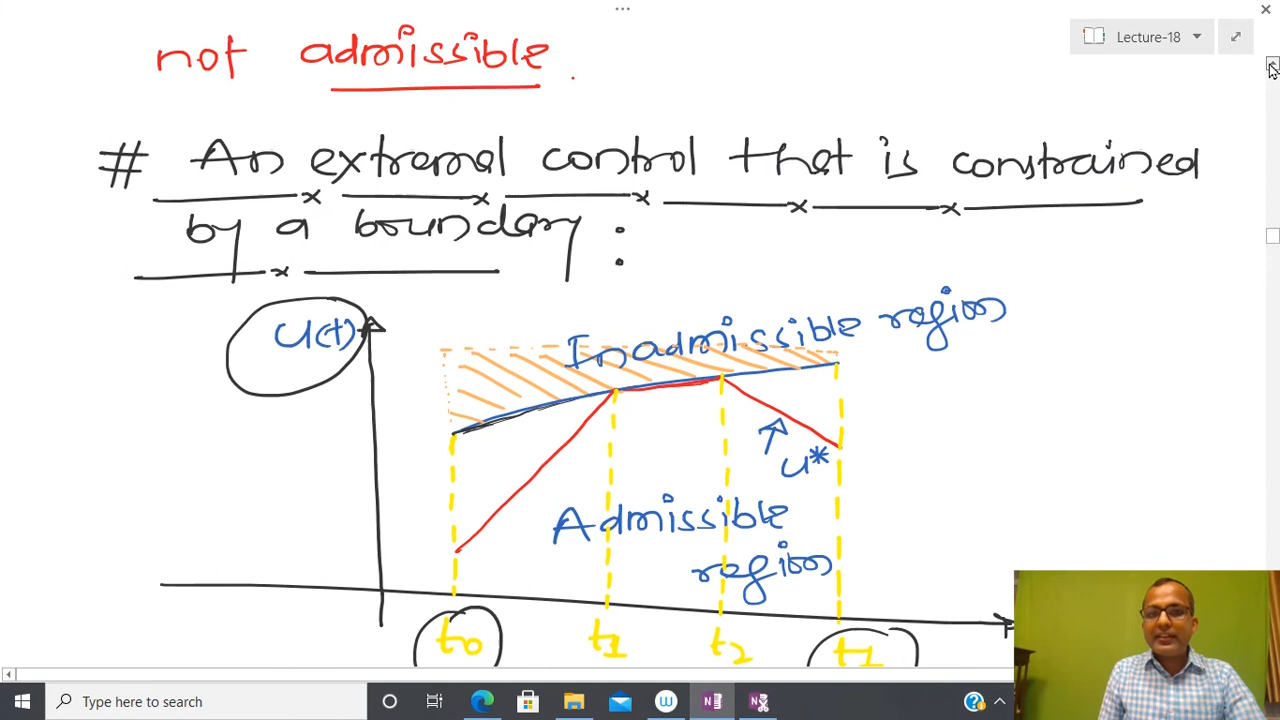 not admissible.
Lecture-18
# An extremal control that is constrained
by a boundary :
U(t)
Inadmissible region
u*
Admissible
region
t0 t1 t2 tf
Type here to search